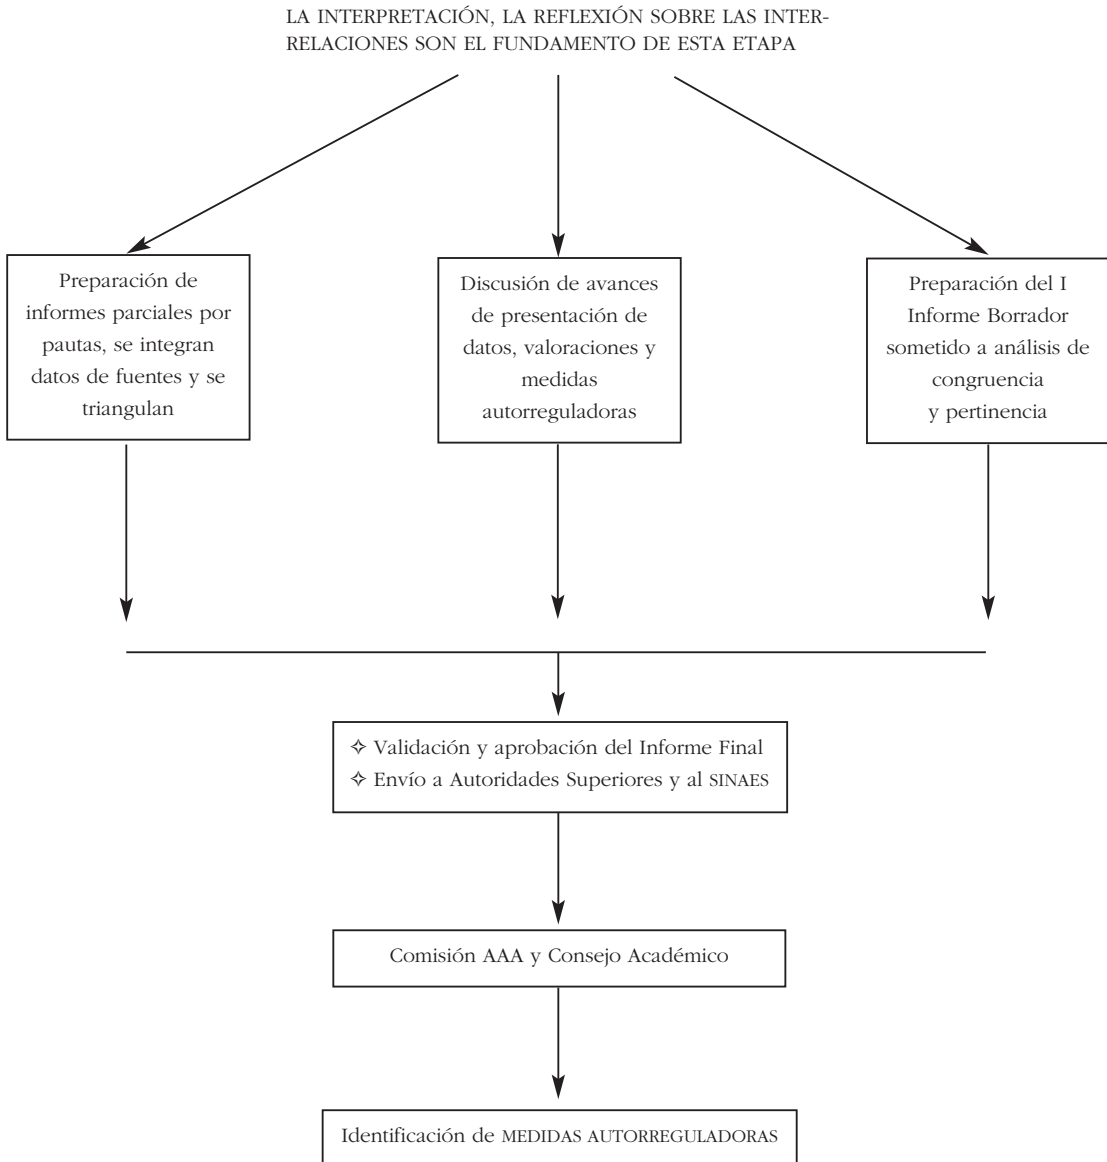 LA INTERPRETACIÓN, LA REFLEXIÓN SOBRE LAS INTER-
RELACIONES SON EL FUNDAMENTO DE ESTA ETAPA
Preparación de
informes parciales por
pautas, se integran
datos de fuentes y se
triangulan
Discusión de avances
de presentación de
datos, valoraciones y
medidas
autorreguladoras
Preparación del I
Informe Borrador
sometido a análisis de
congruencia
y pertinencia
✧ Validación y aprobación del Informe Final
✧ Envío a Autoridades Superiores y al SINAES
Comisión AAA y Consejo Académico
Identificación de MEDIDAS AUTORREGULADORAS